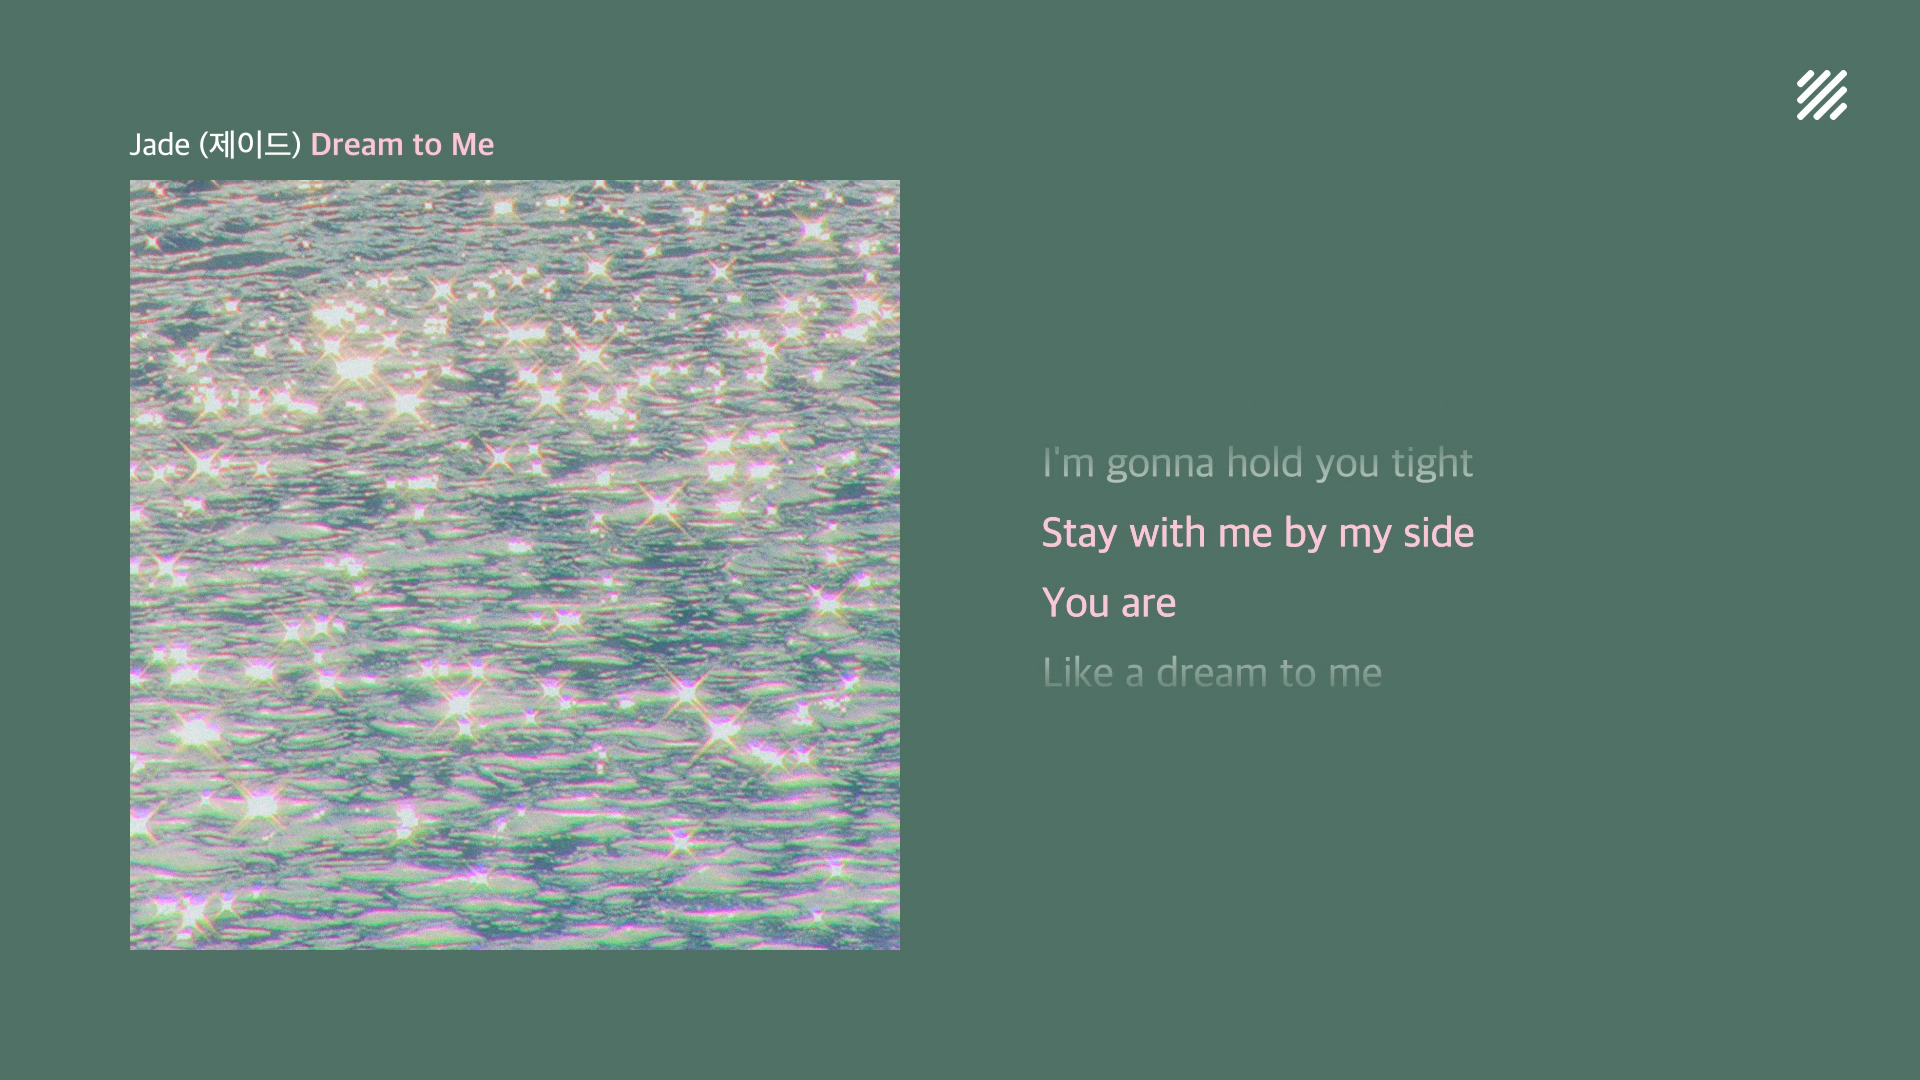 Jade (제이드) Dream to Me
I'm gonna hold you tight
Stay with me by my side
You are
Like a dream to me